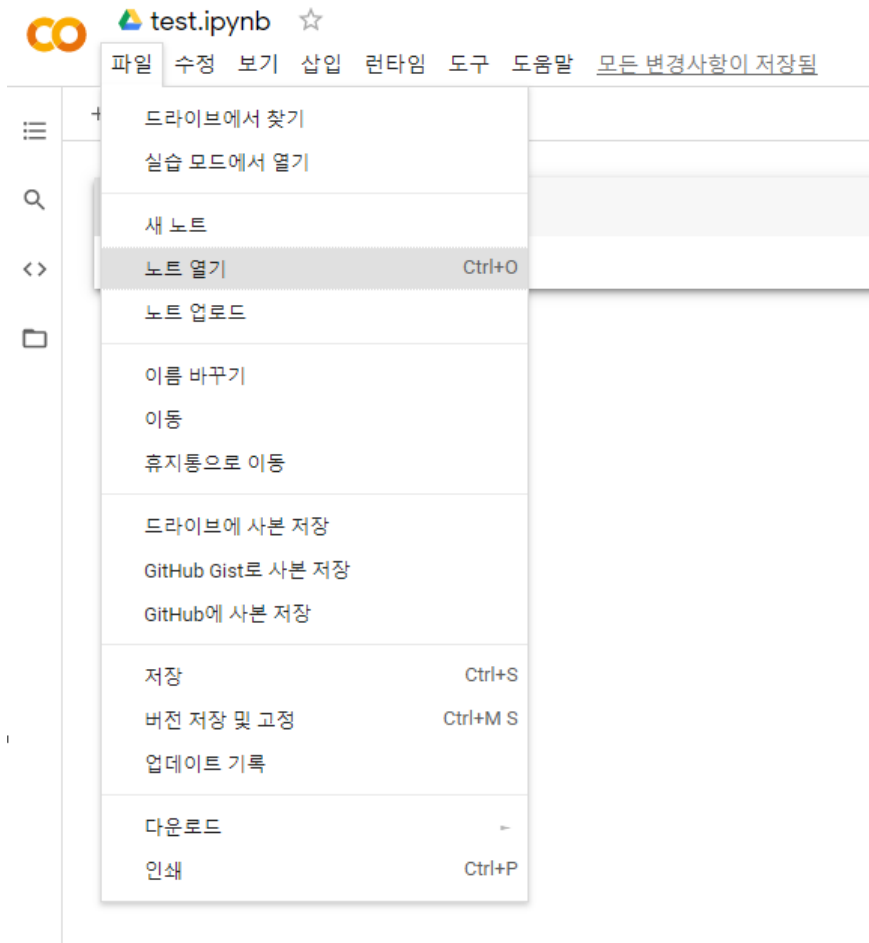 test.ipynb
파일 수정 보기 삽입 런타임 도구 도움말 모든 변경사항이 저장됨
드라이브에서 찾기
실습 모드에서 열기
새 노트
노트 열기 Ctrl+O
노트 업로드
이름 바꾸기
이동
휴지통으로 이동
드라이브에 사본 저장
GitHub Gist로 사본 저장
GitHub에 사본 저장
저장 Ctrl+S
버전 저장 및 고정 Ctrl+M S
업데이트 기록
다운로드
인쇄 Ctrl+P